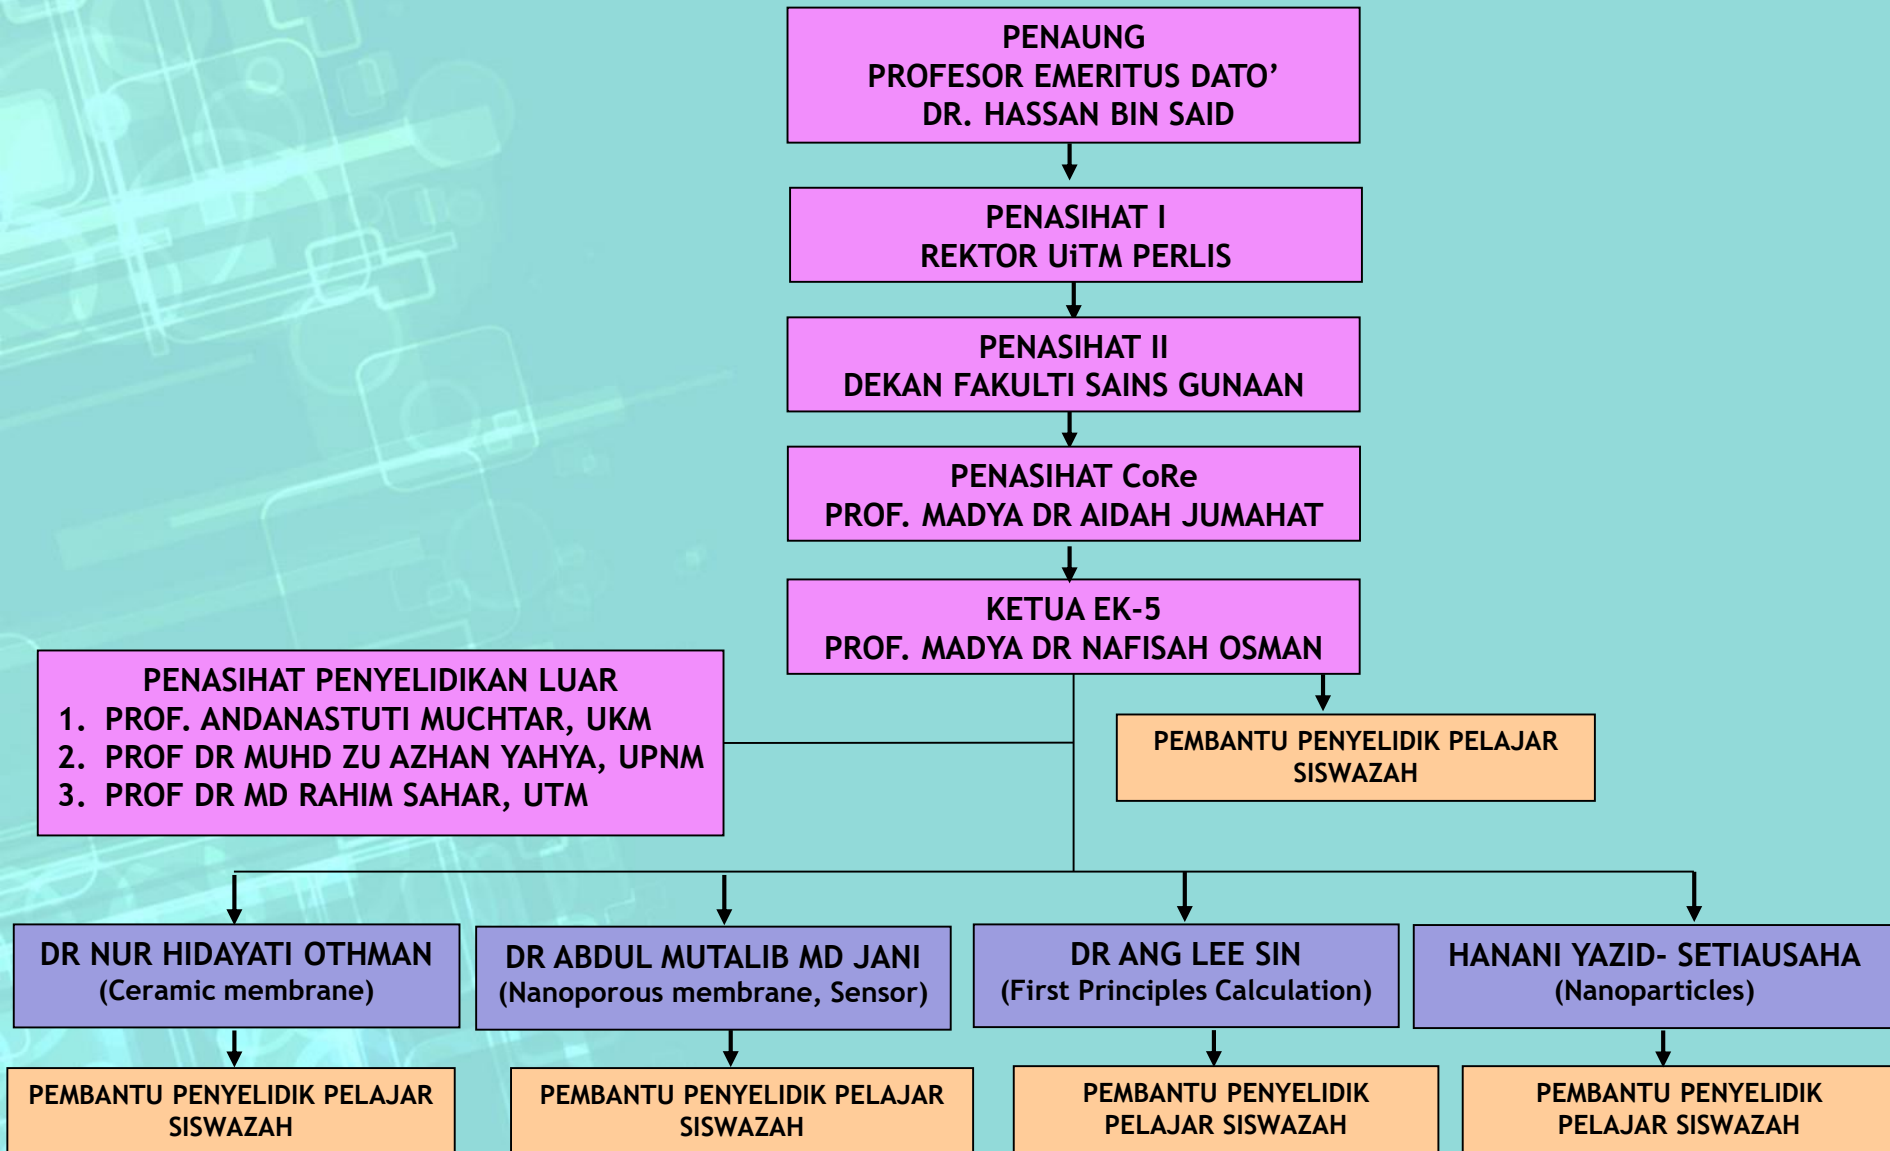 PENAUNG
PROFESOR EMERITUS DATO’
DR. HASSAN BIN SAID
PENASIHAT I
REKTOR UiTM PERLIS
PENASIHAT II
DEKAN FAKULTI SAINS GUNAAN
PENASIHAT CoRe
PROF. MADYA DR AIDAH JUMAHAT
KETUA EK-5
PROF. MADYA DR NAFISAH OSMAN
PENASIHAT PENYELIDIKAN LUAR
1. PROF. ANDANASTUTI MUCHTAR, UKM
2. PROF DR MUHD ZU AZHAN YAHYA, UPNM
3. PROF DR MD RAHIM SAHAR, UTM
PEMBANTU PENYELIDIK PELAJAR
SISWAZAH
DR NUR HIDAYATI OTHMAN
(Ceramic membrane)
DR ABDUL MUTALIB MD JANI
(Nanoporous membrane, Sensor)
DR ANG LEE SIN
(First Principles Calculation)
HANANI YAZID- SETIAUSAHA
(Nanoparticles)
PEMBANTU PENYELIDIK PELAJAR
SISWAZAH
PEMBANTU PENYELIDIK PELAJAR
SISWAZAH
PEMBANTU PENYELIDIK
PELAJAR SISWAZAH
PEMBANTU PENYELIDIK
PELAJAR SISWAZAH